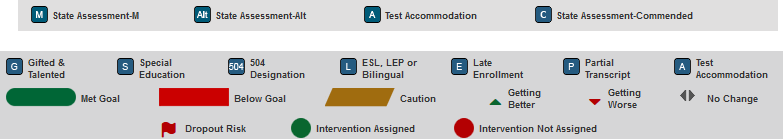 M State Assessment-M Alt State Assessment-Alt A Test Accommodation C State Assessment-Commended
G Gifted & Talented S Special Education 504 504 Designation L ESL, LEP or Bilingual E Late Enrollment P Partial Transcript A Test Accommodation
Met Goal Below Goal Caution Getting Better Getting Worse No Change
Dropout Risk Intervention Assigned Intervention Not Assigned